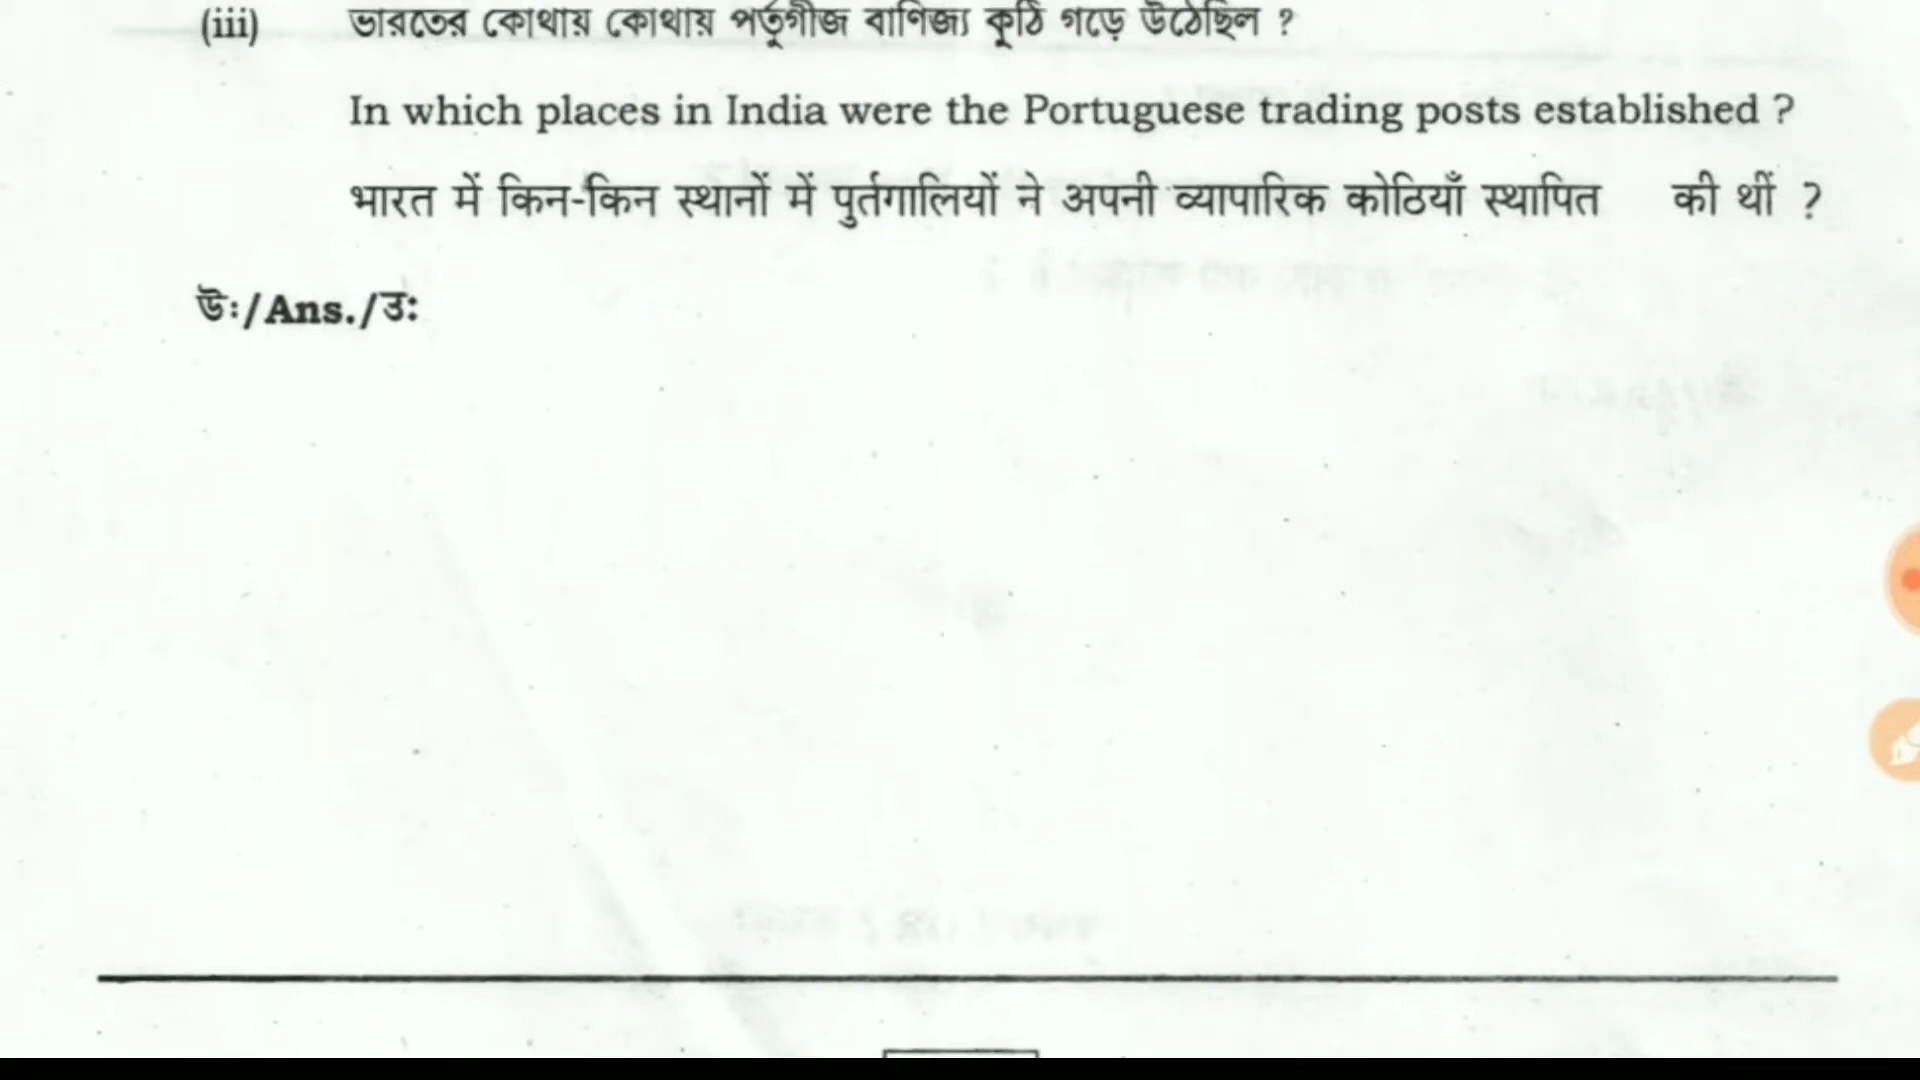 (iii) ভারতের কোথায় কোথায় পর্তুগীজ বাণিজ্য কুঠি গড়ে উঠেছিল ?
In which places in India were the Portuguese trading posts established ?
भारत में किन-किन स्थानों में पुर्तगालियों ने अपनी व्यापारिक कोठियाँ स्थापित की थीं ?
উঃ/Ans./उ: